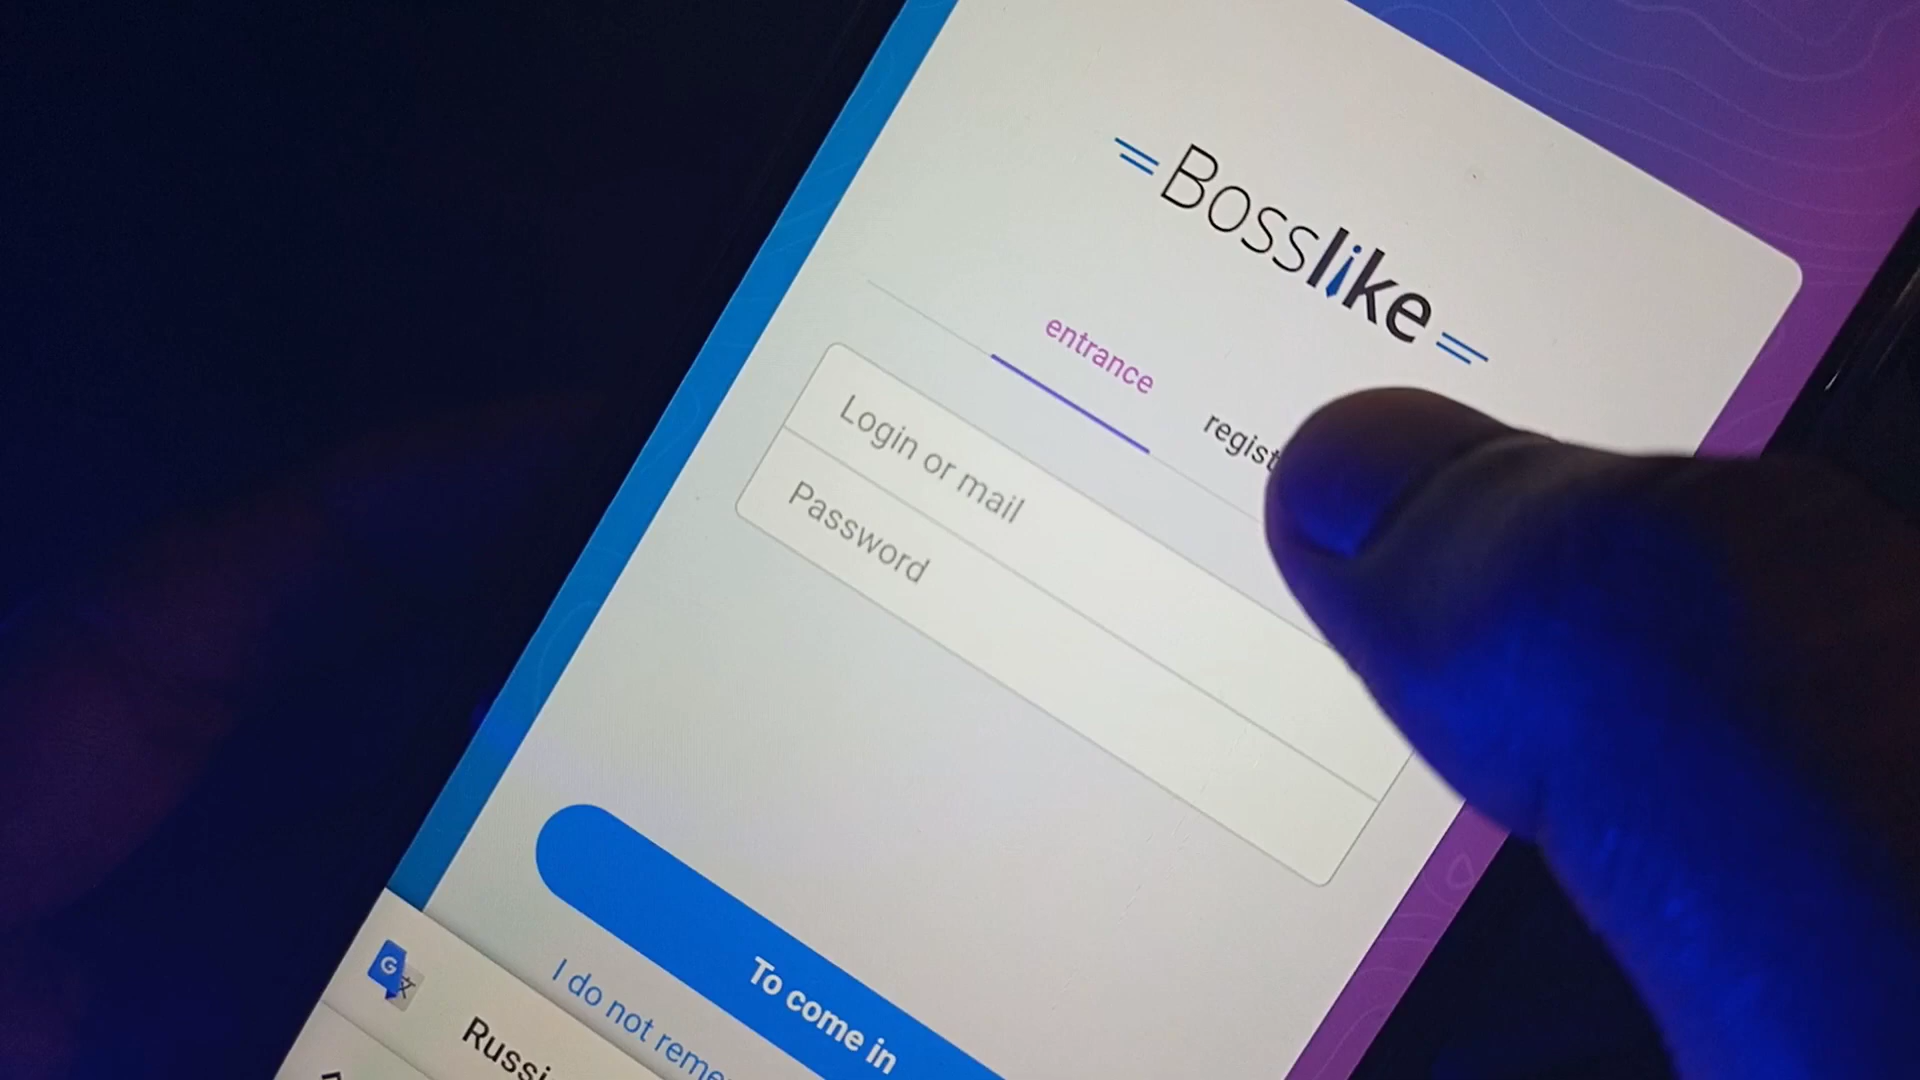 Bosslike
entrance
regist
Login or mail
Password
To come in
I do not reme
Russi